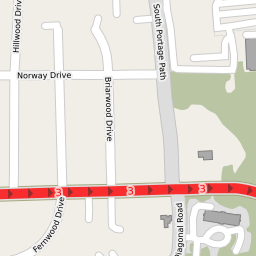 Hillwood Drive
South Portage Path
Norway Drive
Briarwood Drive
3
3
3
Fernwood Drive
Diagonal Road